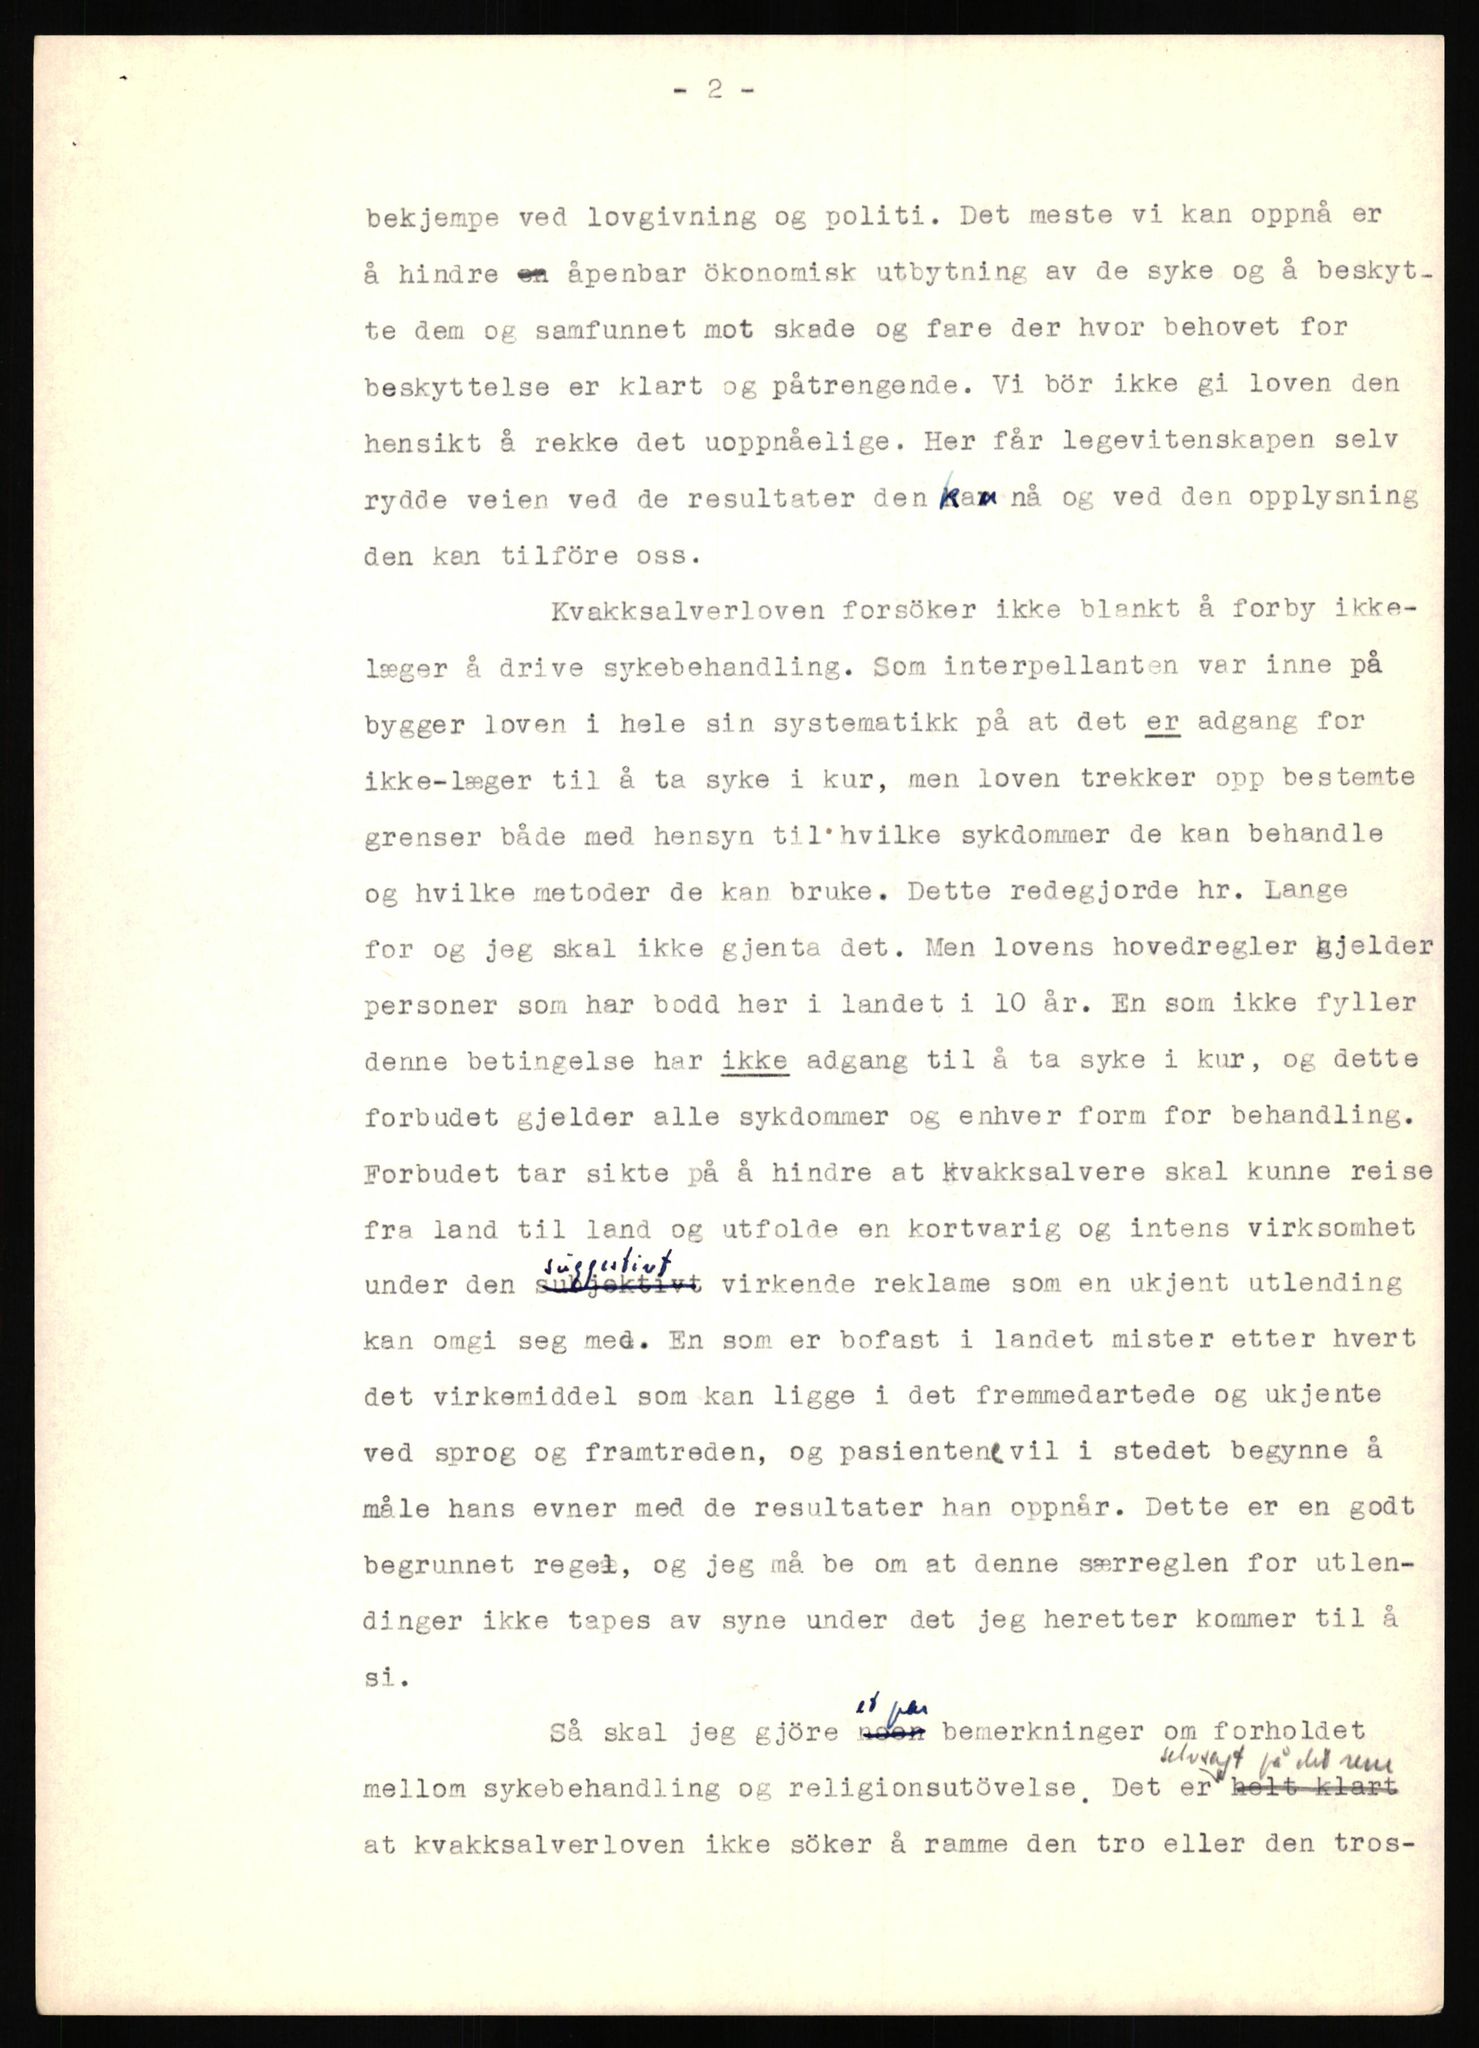 - 2 -
bekjempe ved lovgivning og politi. Det meste vi kan oppnå er
å hindre en åpenbar ökonomisk utbytning av de syke og å beskyt-
te dem og samfunnet mot skade og fare der hvor behovet for
beskyttelse er klart og påtrengende. Vi bör ikke gi loven den
hensikt å rekke det uoppnåelige. Her får legevitenskapen selv
rydde veien ved de resultater den kan nå og ved den opplysning
den kan tilföre oss.
Kvakksalverloven forsöker ikke blankt å forby ikke-
læger å drive sykebehandling. Som interpellanten var inne på
bygger loven i hele sin systematikk på at det er adgang for
ikke-læger til å ta syke i kur, men loven trekker opp bestemte
grenser både med hensyn til hvilke sykdommer de kan behandle
og hvilke metoder de kan bruke. Dette redegjorde hr. Lange
for og jeg skal ikke gjenta det. Men lovens hovedregler gjelder
personer som har bodd her i landet i 10 år. En som ikke fyller
denne betingelse har ikke adgang til å ta syke i kur, og dette
forbudet gjelder alle sykdommer og enhver form for behandling.
Forbudet tar sikte på å hindre at kvakksalvere skal kunne reise
fra land til land og utfolde en kortvarig og intens virksomhet
suggestivt
under den subjektivt virkende reklame som en ukjent utlending
kan omgi seg med. En som er bofast i landet mister etter hvert
det virkemiddel som kan ligge i det fremmedartede og ukjente
ved sprog og framtreden, og pasientene vil i stedet begynne å
måle hans evner med de resultater han oppnår. Dette er en godt
begrunnet regel, og jeg må be om at denne særreglen for utlen-
dinger ikke tapes av syne under det jeg heretter kommer til å
si.
et par
Så skal jeg gjöre noen bemerkninger om forholdet
selvsagt på det rene
mellom sykebehandling og religionsutövelse. Det er helt klart
at kvakksalverloven ikke söker å ramme den tro eller den tros-